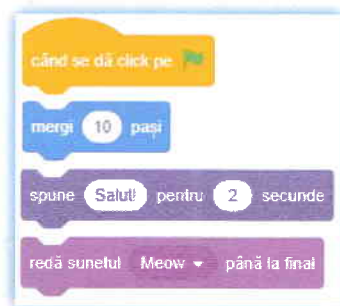 când se dă click pe
mergi 10 pași
spune Salut! pentru 2 secunde
redă sunetul Meow până la final